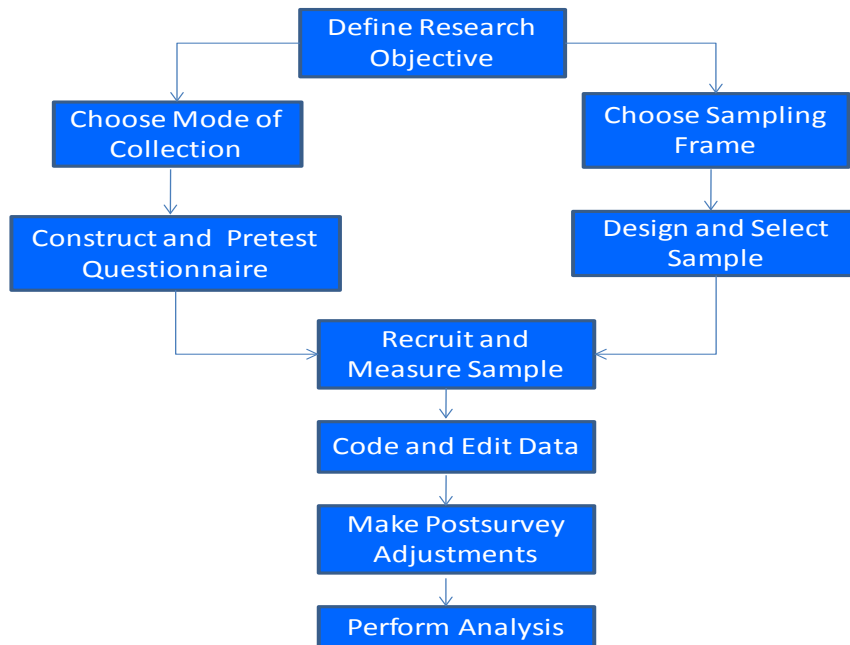 Define Research
Objective
Choose Mode of
Collection
Choose Sampling
Frame
Construct and Pretest
Questionnaire
Design and Select
Sample
Recruit and
Measure Sample
Code and Edit Data
Make Postsurvey
Adjustments
Perform Analysis